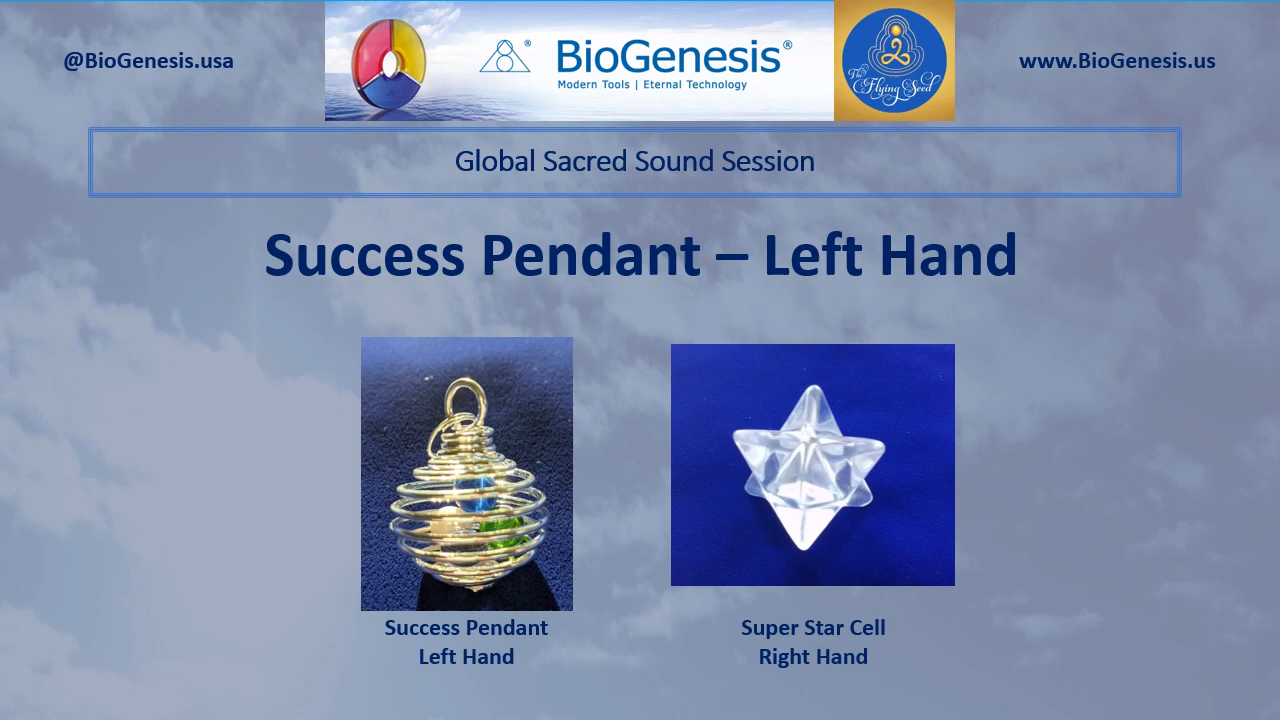 @BioGenesis.usa
BioGenesis®
Modern Tools | Eternal Technology
The
Flying Seed
www.BioGenesis.us
Global Sacred Sound Session
Success Pendant – Left Hand
Success Pendant
Left Hand
Super Star Cell
Right Hand